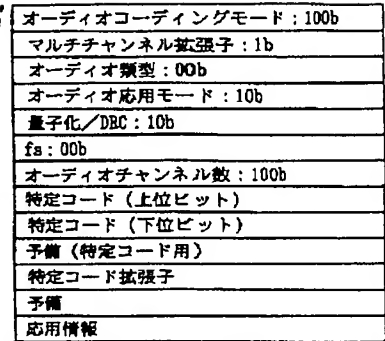 オーディオコーディングモード：100b
マルチチャンネル拡張子：1b
オーディオ類型：00b
オーディオ応用モード：10b
量子化／DRC：10b
fs：00b
オーディオチャンネル数：100b
特定コード（上位ビット）
特定コード（下位ビット）
予備（特定コード用）
特定コード拡張子
予備
応用情報